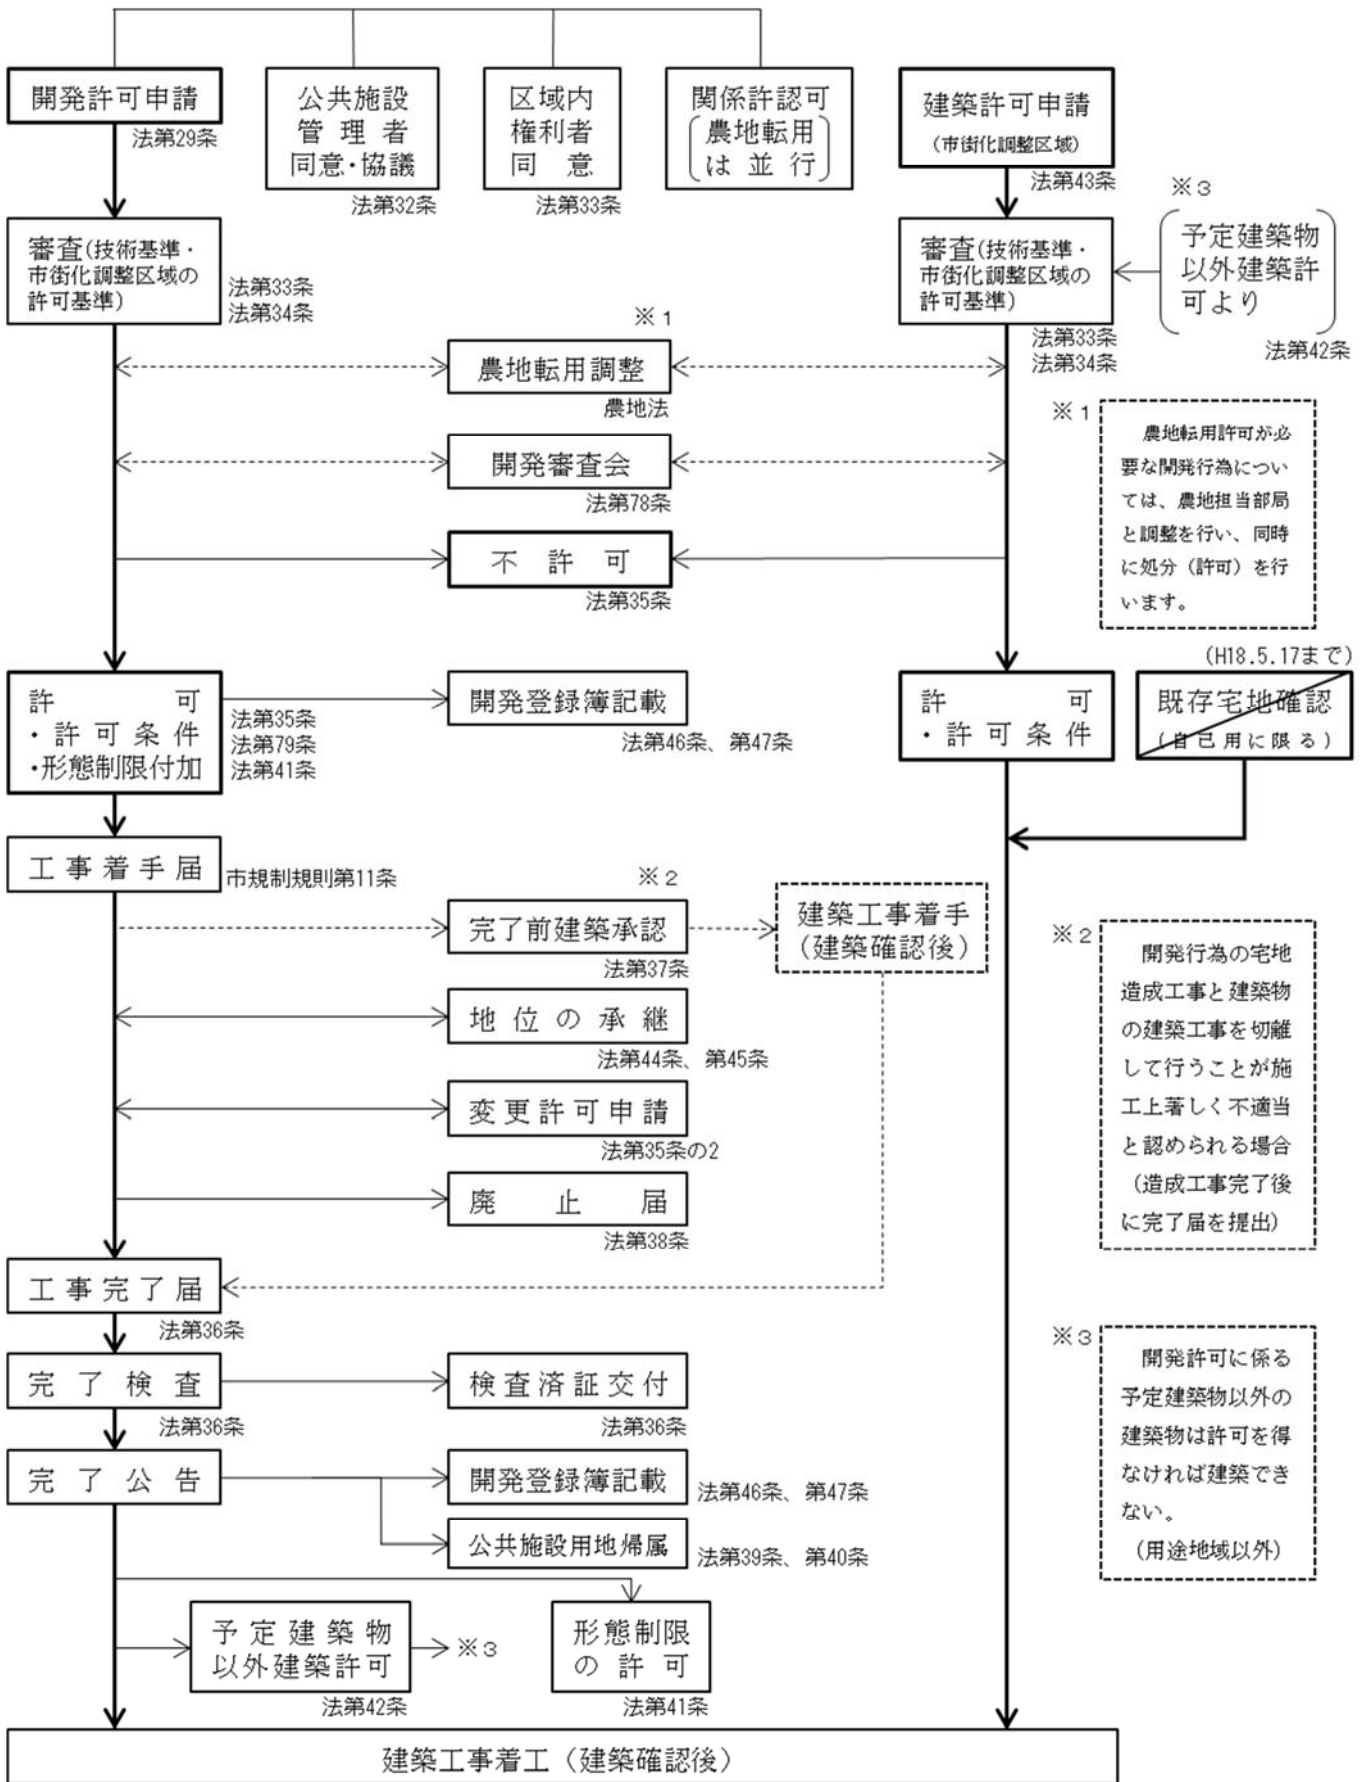 開発許可申請
法第29条
公共施設
管理者
同意・協議
法第32条
区域内
権利者
同意
法第33条
関係許認可
農地転用
は並行
建築許可申請
(市街化調整区域)
法第43条
審査(技術基準・
市街化調整区域の
許可基準)
法第33条
法第34条
審査(技術基準・
市街化調整区域の
許可基準)
法第33条
法第34条
※3
予定建築物
以外建築許
可より
法第42条
※1
農地転用調整
農地法
開発審査会
法第78条
不許可
法第35条
※1
農地転用許可が必
要な開発行為につい
ては、農地担当部局
と調整を行い、同時
に処分（許可）を行
います。
許可
・許可条件
・形態制限付加
法第35条
法第79条
法第41条
開発登録簿記載
法第46条、第47条
許可
・許可条件
(H18.5.17まで)
既存宅地確認
(自己用に限る)
工事着手届
市規制規則第11条
※2
完了前建築承認
法第37条
建築工事着手
(建築確認後)
地位の承継
法第44条、第45条
変更許可申請
法第35条の2
廃止届
法第38条
※2
開発行為の宅地
造成工事と建築物
の建築工事を切離
して行うことが施
工上著しく不適当
と認められる場合
（造成工事完了後
に完了届を提出）
工事完了届
法第36条
完了検査
法第36条
検査済証交付
法第36条
完了公告
開発登録簿記載
法第46条、第47条
公共施設用地帰属
法第39条、第40条
※3
開発許可に係る
予定建築物以外の
建築物は許可を得
なければ建築でき
ない。
（用途地域以外）
予定建築物
以外建築許可
法第42条
※3
形態制限
の許可
法第41条
建築工事着工（建築確認後）